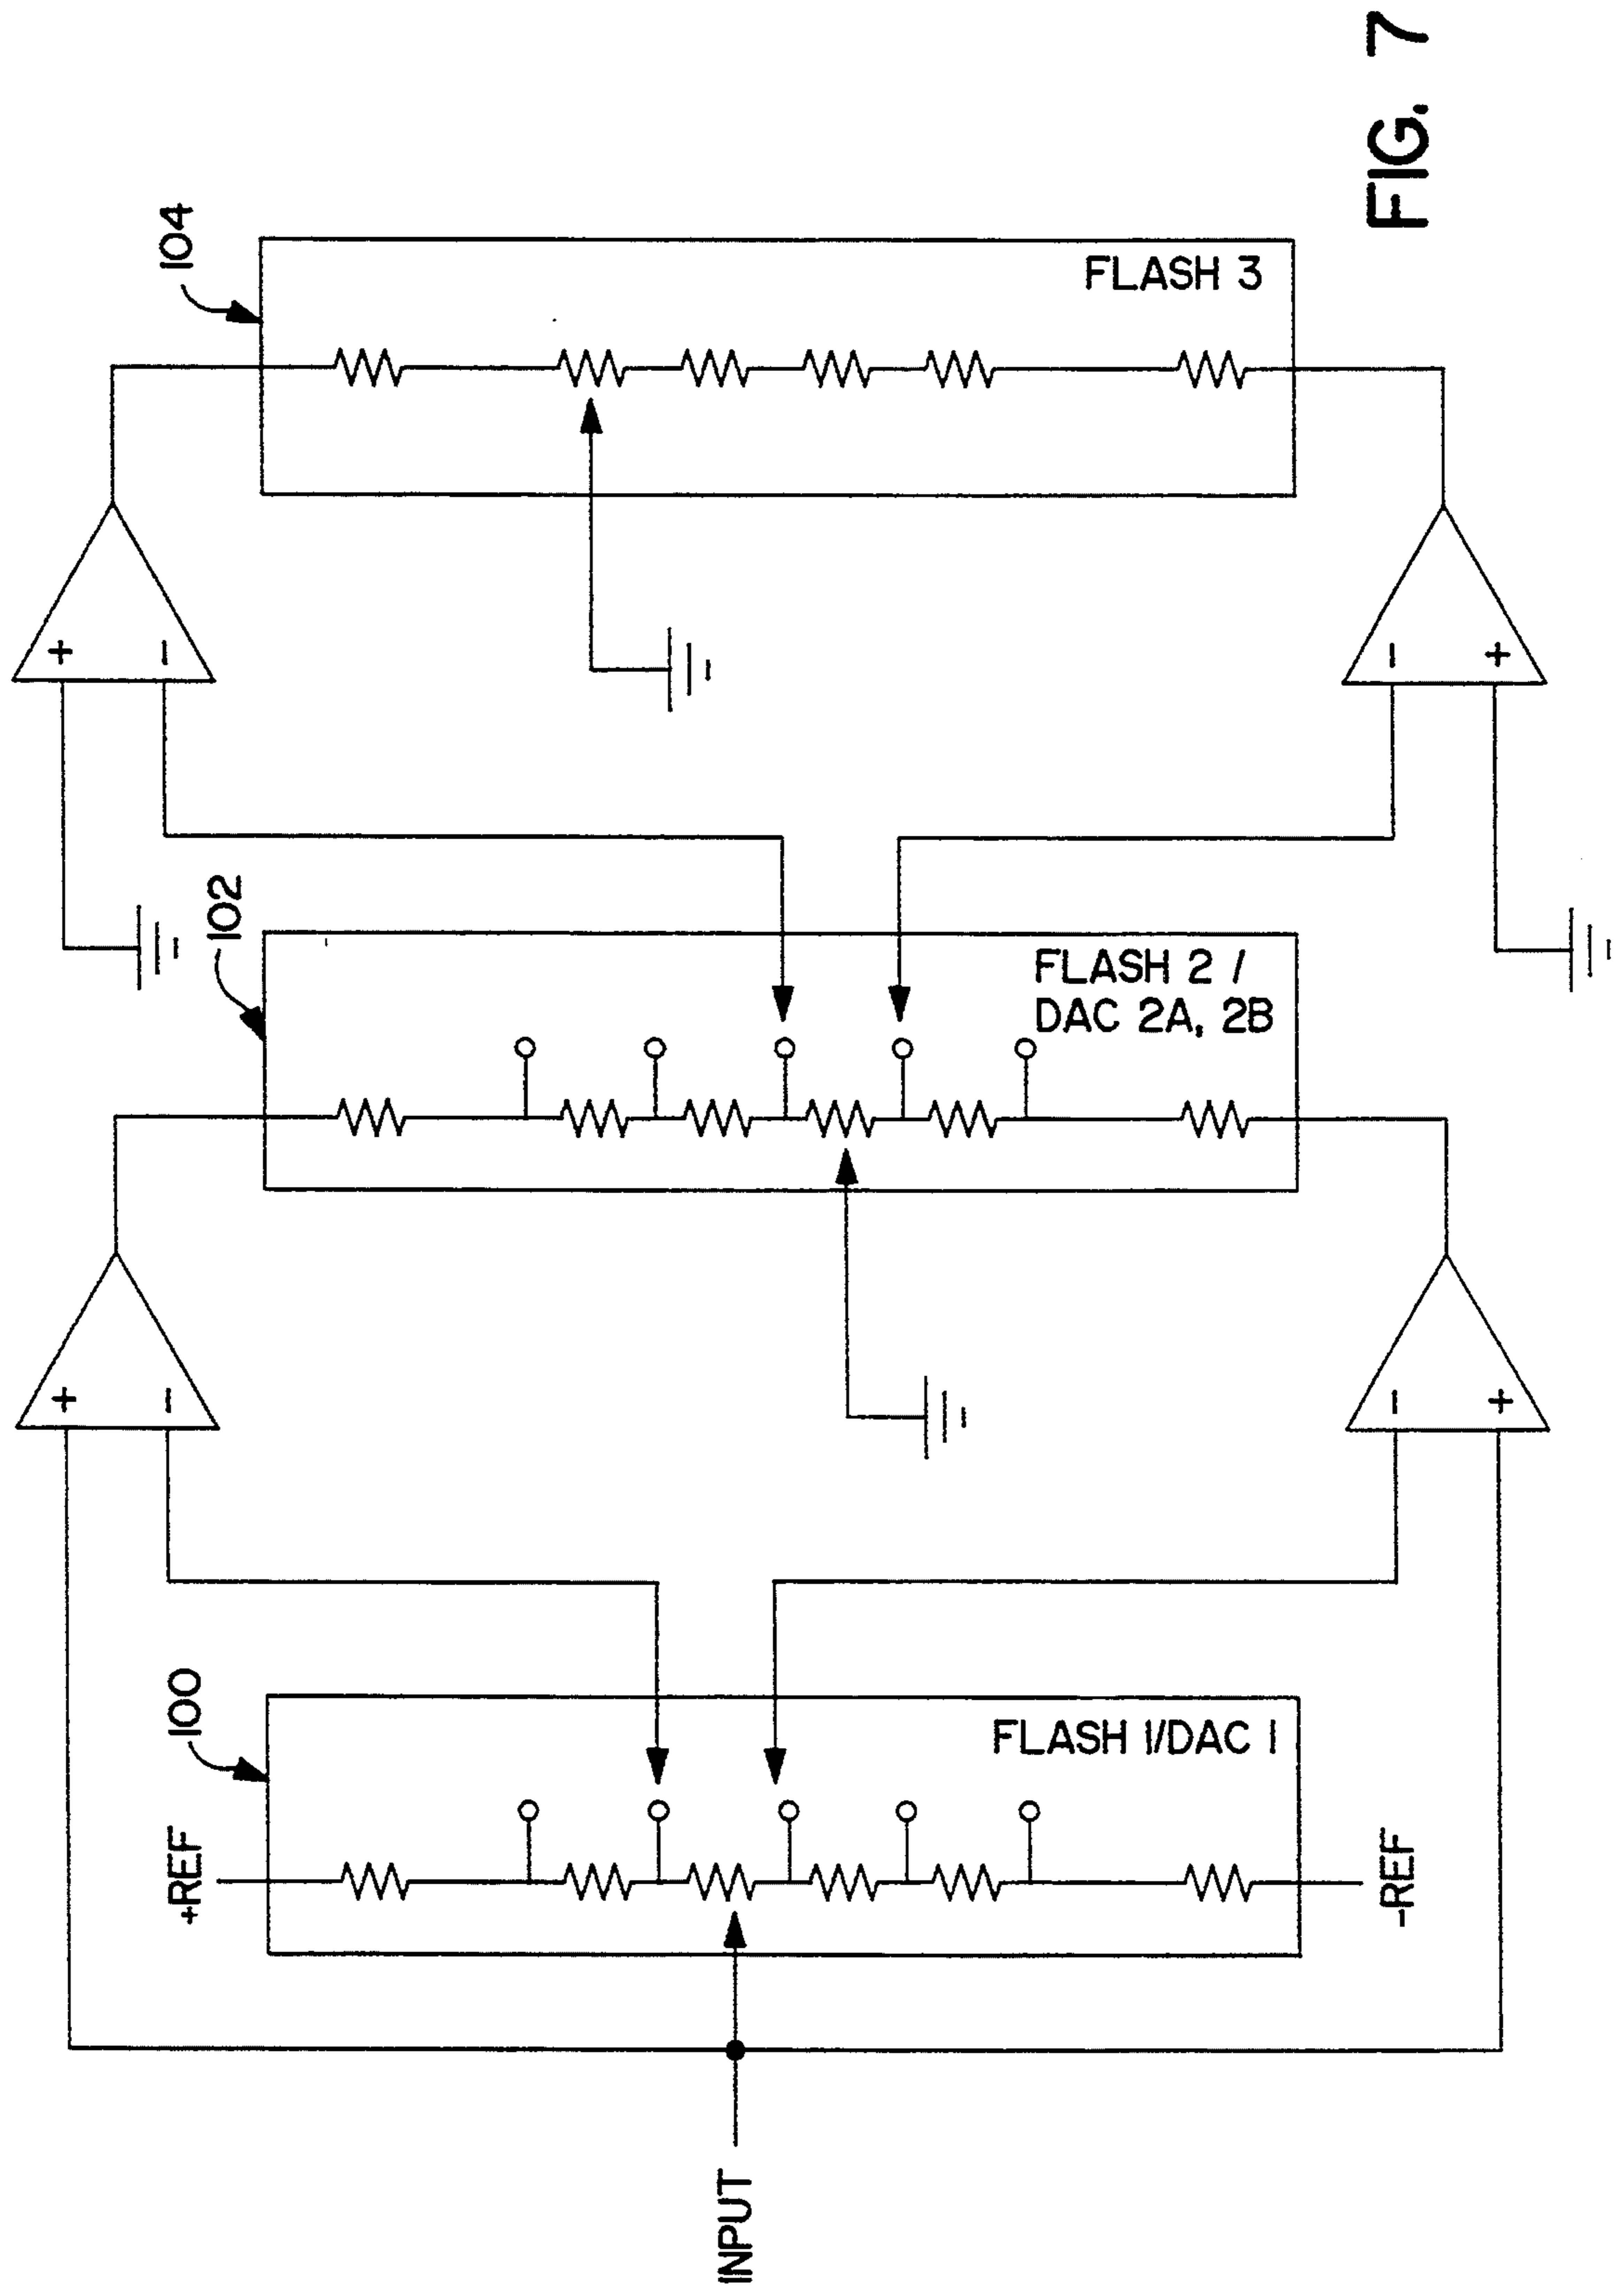 INPUT
100
+REF
FLASH 1/DAC 1
-REF
+
−
−
+
102
FLASH 2 /
DAC 2A, 2B
+
−
−
+
104
FLASH 3
FIG. 7